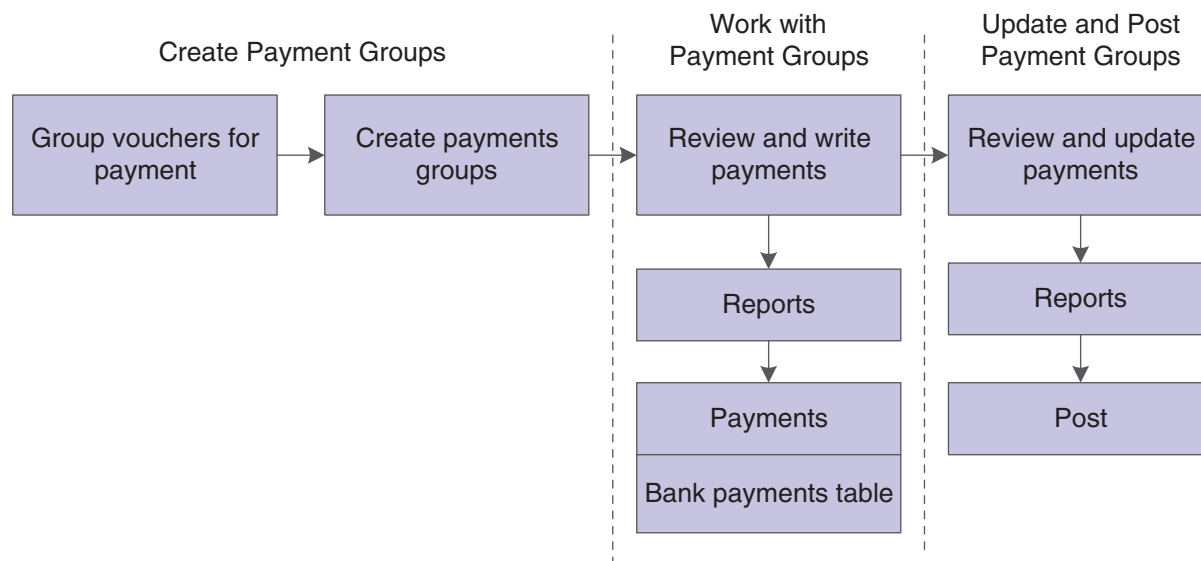 Create Payment Groups
Work with
Payment Groups
Update and Post
Payment Groups
Group vouchers for
payment
Create payments
groups
Review and write
payments
Review and update
payments
Reports
Reports
Payments
Post
Bank payments table